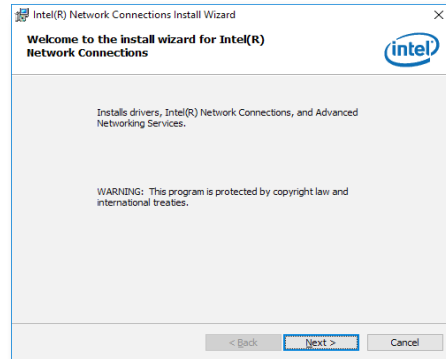 Intel(R) Network Connections Install Wizard
Welcome to the install wizard for Intel(R)
Network Connections
intel
Installs drivers, Intel(R) Network Connections, and Advanced
Networking Services.
WARNING: This program is protected by copyright law and
international treaties.
< Back
Next >
Cancel